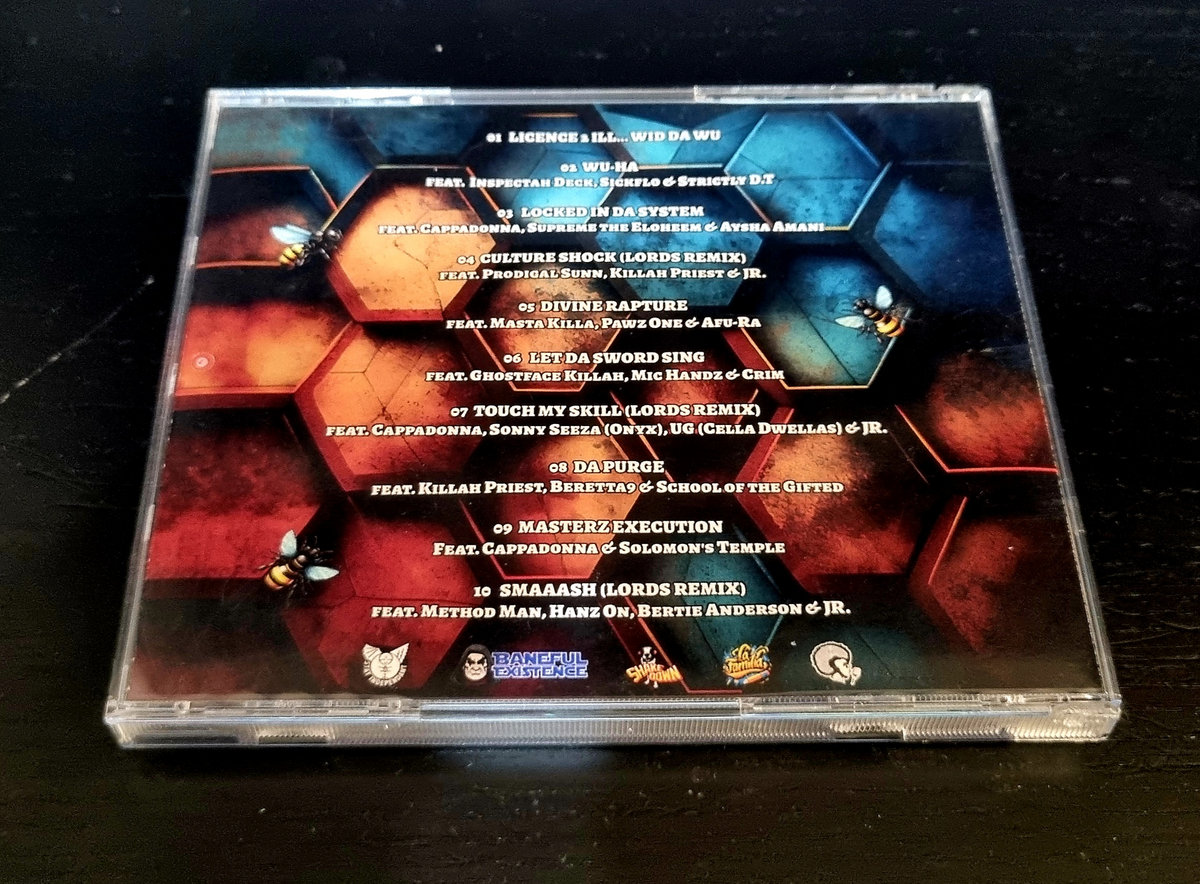 01 LICENCE 2 ILL... WID DA WU
02 WU-HA
FEAT. INSPECTAH DECK, SICKFLO & STRICTLY D.T
03 LOCKED IN DA SYSTEM
FEAT. CAPPADONNA, SUPREME THE ELOHEEM & AYSHA AMANI
04 CULTURE SHOCK (LORDS REMIX)
FEAT. PRODIGAL SUNN, KILLAH PRIEST & JR.
05 DIVINE RAPTURE
FEAT. MASTA KILLA, PAWZ ONE & AFU-RA
06 LET DA SWORD SING
FEAT. GHOSTFACE KILLAH, MIC HANDZ & CRIM
07 TOUCH MY SKILL (LORDS REMIX)
FEAT. CAPPADONNA, SONNY SEEZA (ONYX), UG (CELLA DWELLAS) & JR.
08 DA PURGE
FEAT. KILLAH PRIEST, BERETTA9 & SCHOOL OF THE GIFTED
09 MASTERZ EXECUTION
FEAT. CAPPADONNA & SOLOMON'S TEMPLE
10 SMAAASH (LORDS REMIX)
FEAT. METHOD MAN, HANZ ON, BERTIE ANDERSON & JR.
BANEFUL
EXISTENCE
SHAKE
DOWN
La
Familia